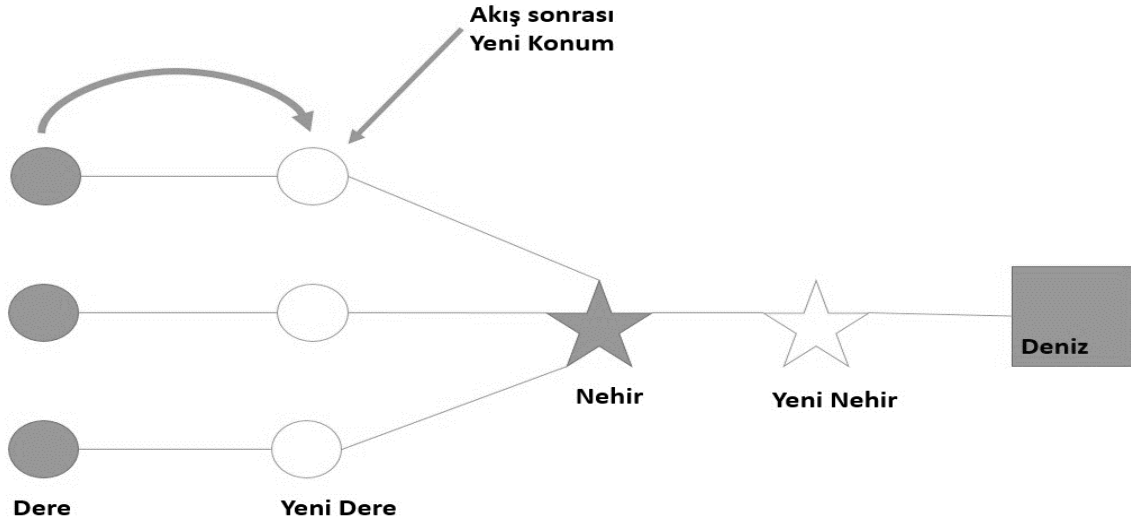 Akış sonrası
Yeni Konum
Deniz
Nehir
Yeni Nehir
Dere
Yeni Dere